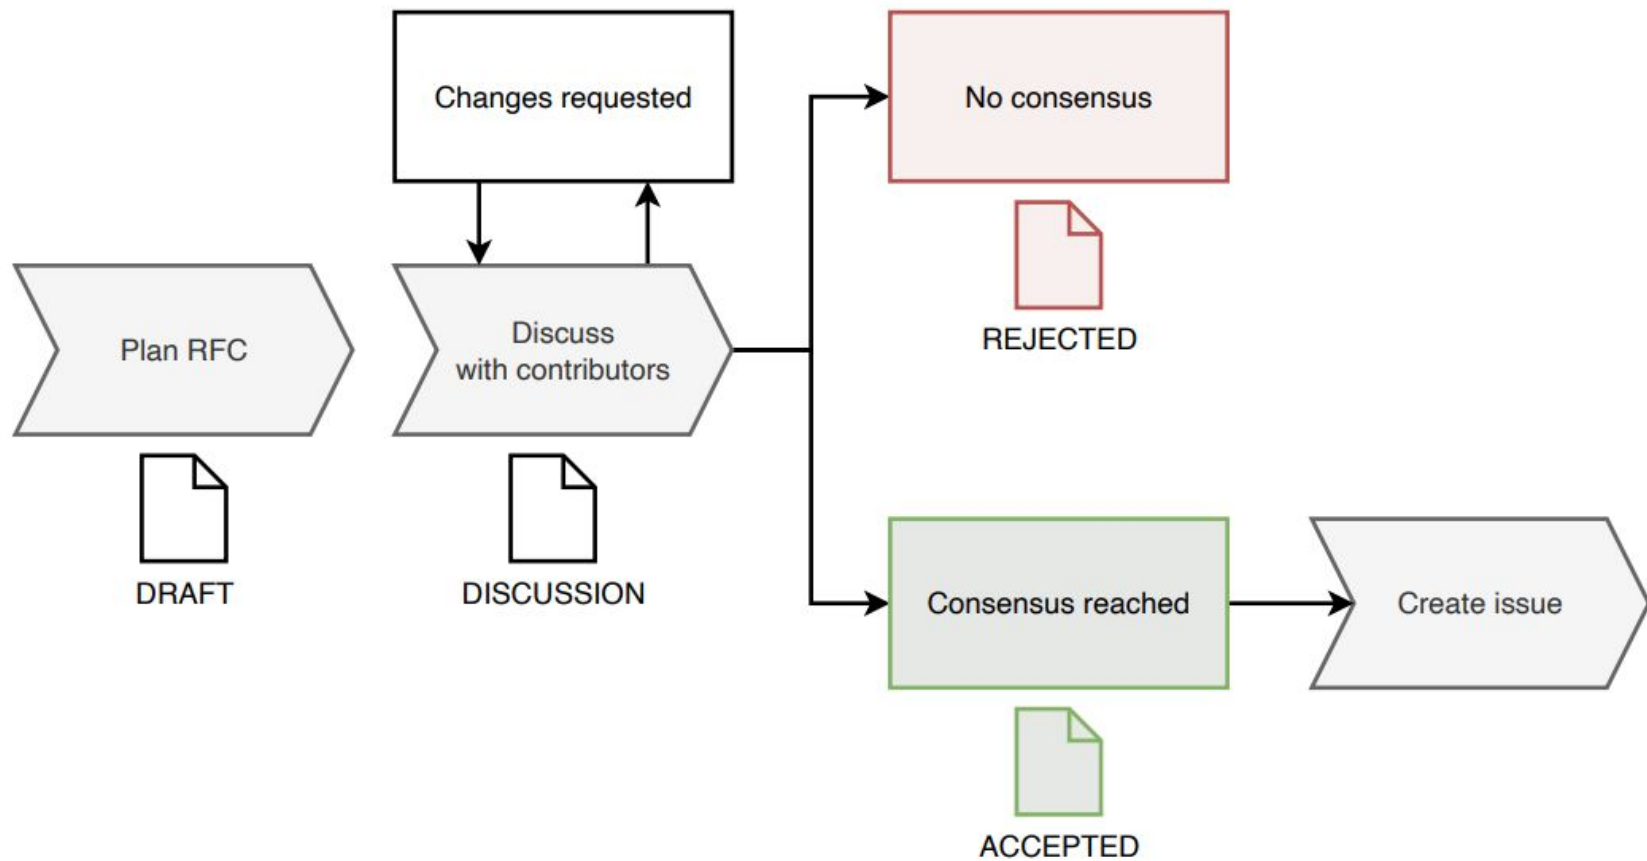 Changes requested
No consensus
REJECTED
Plan RFC
Discuss
with contributors
DRAFT
DISCUSSION
Consensus reached
Create issue
ACCEPTED